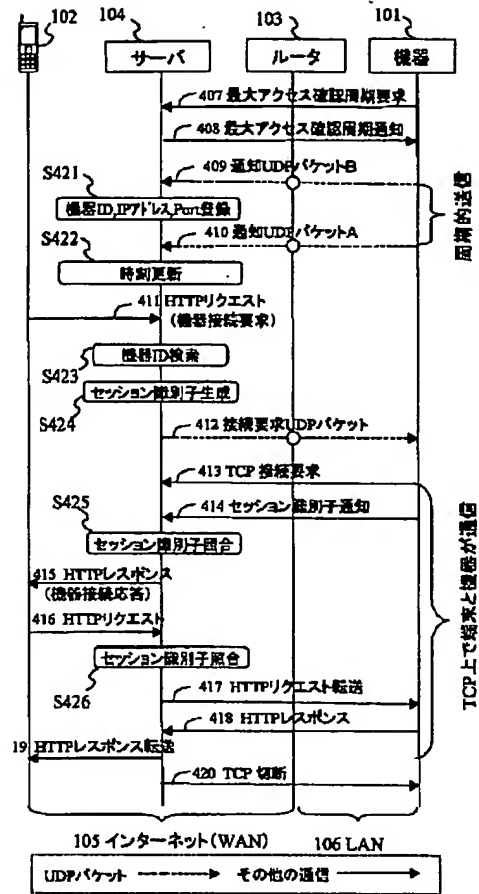 102
104
103
101
サーバ
ルータ
機器
407 最大アクセス確認周期要求
408 最大アクセス確認周期通知
409 通知UDPパケットB
S421
機器ID,IPアドレス,Port登録
410 通知UDPパケットA
周期的送信
S422
時刻更新
411 HTTPリクエスト
(機器接続要求)
機器ID検索
S423
セッション識別子生成
S424
412 接続要求UDPパケット
413 TCP 接続要求
414 セッション識別子通知
S425
セッション識別子照合
415 HTTPレスポンス
(機器接続応答)
416 HTTPリクエスト
セッション識別子照合
S426
417 HTTPリクエスト転送
418 HTTPレスポンス
19 HTTPレスポンス転送
420 TCP 切断
TCP上で端末と機器が通信
105 インターネット(WAN)
106 LAN
UDPパケット
その他の通信